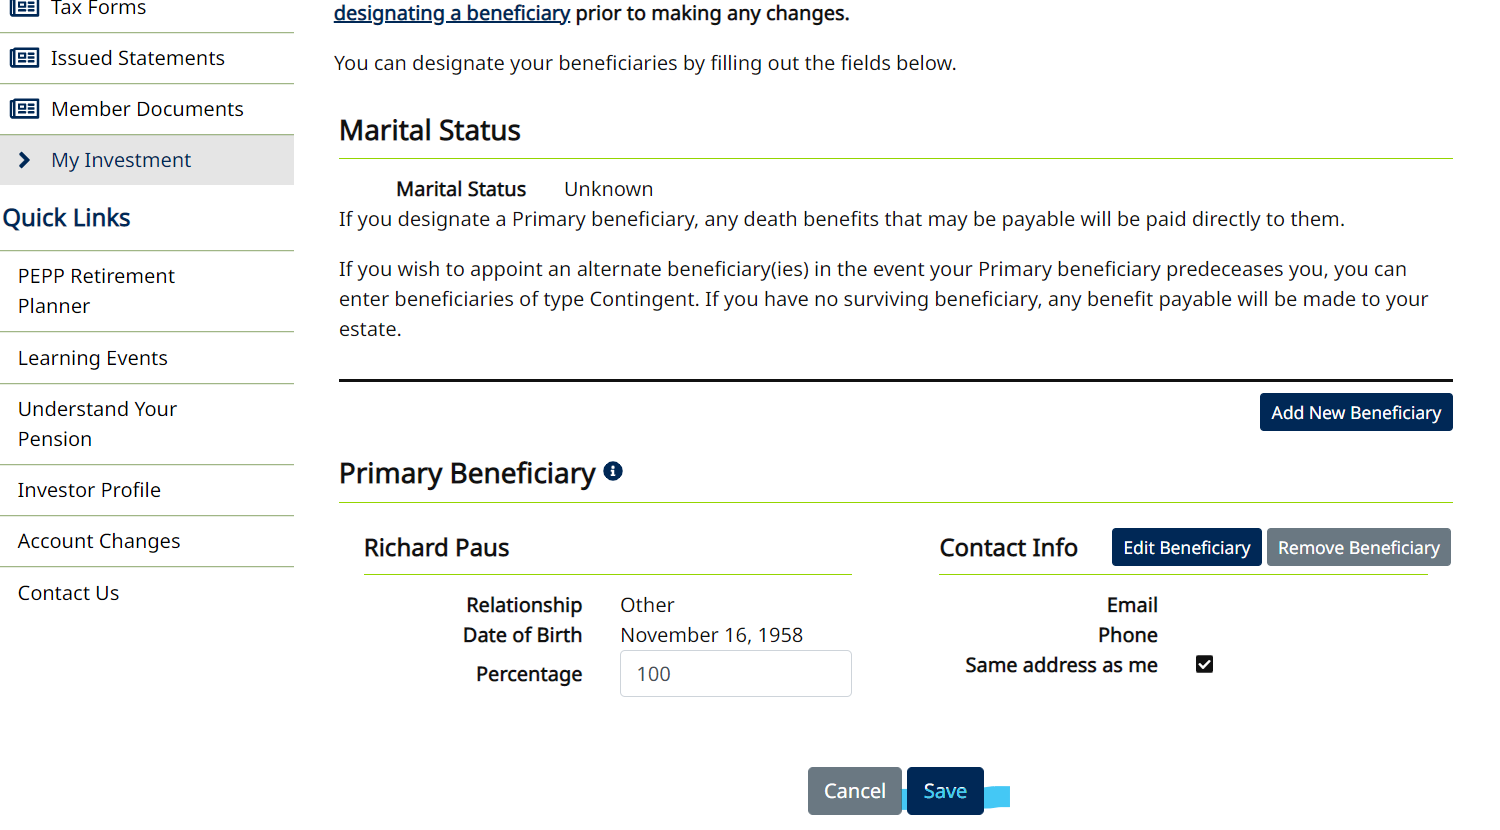 Tax Forms
Issued Statements
Member Documents
My Investment
Quick Links
PEPP Retirement
Planner
Learning Events
Understand Your
Pension
Investor Profile
Account Changes
Contact Us
designating a beneficiary prior to making any changes.
You can designate your beneficiaries by filling out the fields below.
Marital Status
Marital Status Unknown
If you designate a Primary beneficiary, any death benefits that may be payable will be paid directly to them.
If you wish to appoint an alternate beneficiary(ies) in the event your Primary beneficiary predeceases you, you can
enter beneficiaries of type Contingent. If you have no surviving beneficiary, any benefit payable will be made to your
estate.
Add New Beneficiary
Primary Beneficiary
Richard Paus
Relationship Other
Date of Birth November 16, 1958
Percentage 100
Contact Info Edit Beneficiary Remove Beneficiary
Email
Phone
Same address as me
Cancel Save